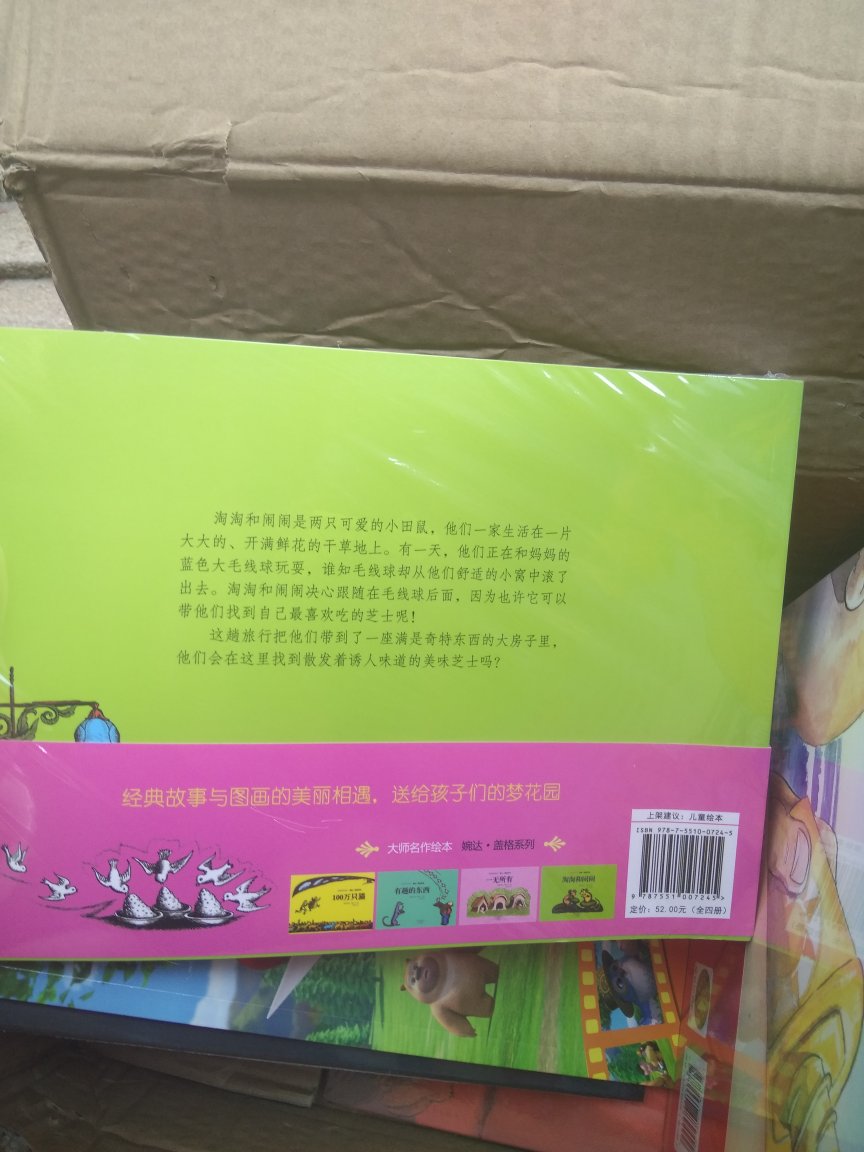 淘淘和闹闹是两只可爱的小田鼠，他们一家生活在一片
大大的、开满鲜花的干草地上。有一天，他们正在和妈妈的
蓝色大毛线球玩耍，谁知毛线球却从他们舒适的小窝中滚了
出去。淘淘和闹闹决心跟随在毛线球后面，因为也许它可以
带他们找到自己最喜欢吃的芝士呢！
这趟旅行把他们带到了一座满是奇特东西的大房子里，
他们会在这里找到散发着诱人味道的美味芝士吗？
经典故事与图画的美丽相遇，送给孩子们的梦花园
大师名作绘本 婉达·盖格系列
100万只猫
有趣的东西
一无所有
淘淘和闹闹
上架建议：儿童绘本
ISBN 978-7-5510-0724-5
9 787551 007245 >
定价：52.00元（全四册）